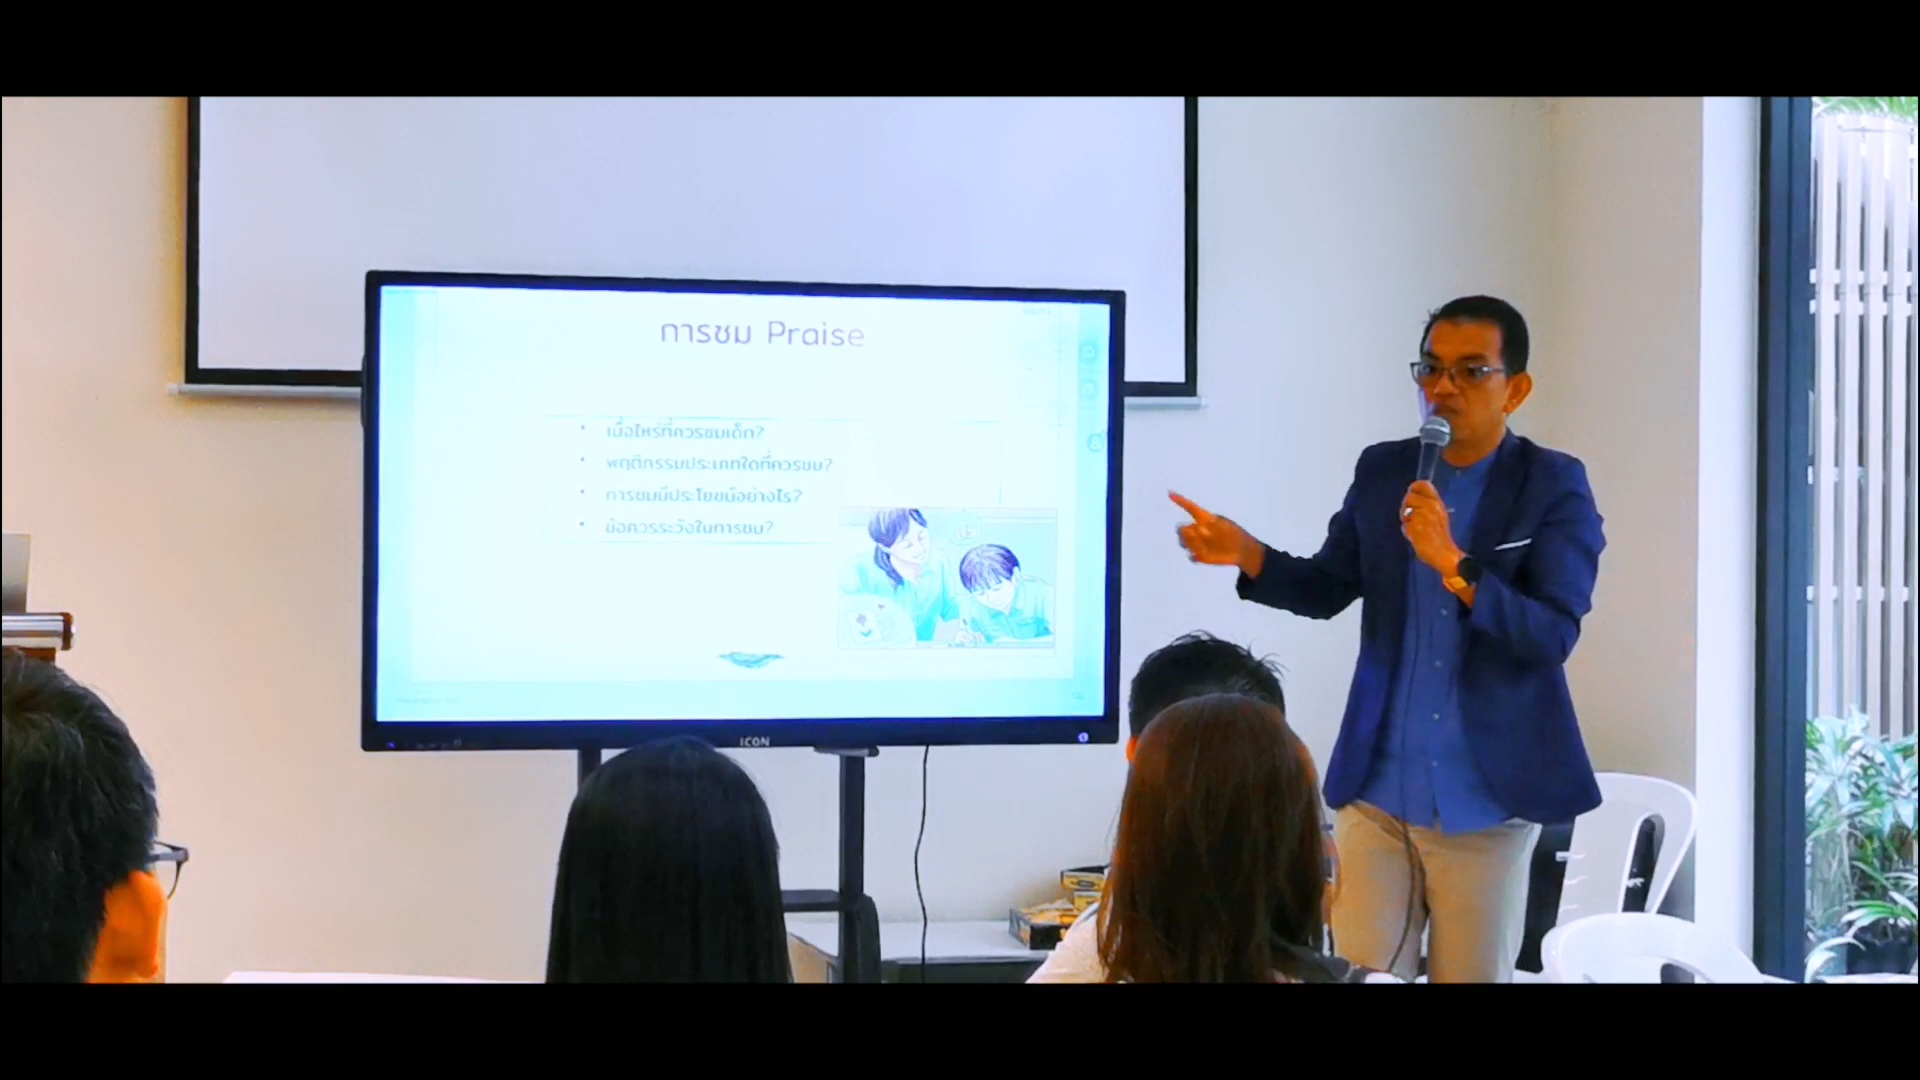 การชม Praise
• เมื่อไหร่ที่ควรชมเด็ก?
• พฤติกรรมประเภทใดที่ควรชม?
• การชมมีประโยชน์อย่างไร?
• ข้อควรระวังในการชม?
ICON